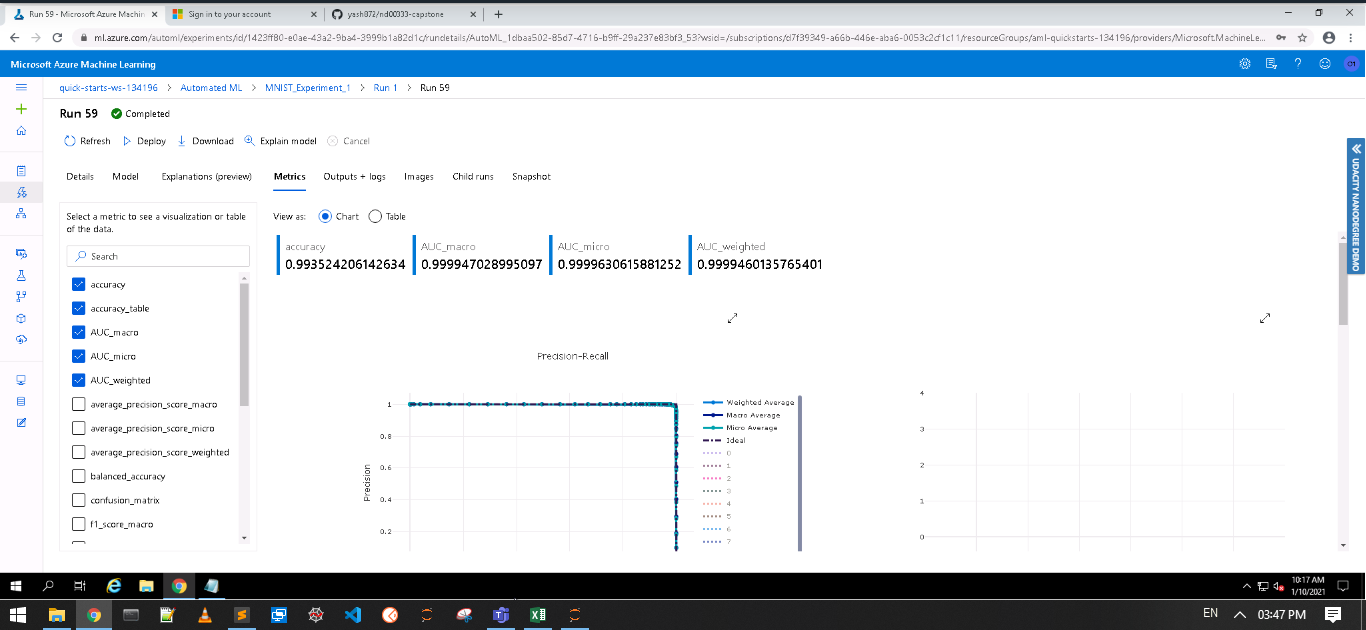 Run 59 - Microsoft Azure Machin
Sign in to your account
yash872/nd00333-capstone
ml.azure.com/automl/experiments/id/1423ff80-e0ae-43a2-9ba4-3999b1a82d1c/rundetails/AutoML_1dbaa502-85d7-4716-b9ff-29a237e83bf3_53?wsid=/subscriptions/d7f39349-a66b-446e-aba6-0053c2cf1c11/resourceGroups/aml-quickstarts-134196/providers/Microsoft.MachineLe...
Microsoft Azure Machine Learning
quick-starts-ws-134196 > Automated ML > MNIST_Experiment_1 > Run 1 > Run 59
Run 59 Completed
Refresh Deploy Download Explain model Cancel
Details Model Explanations (preview) Metrics Outputs + logs Images Child runs Snapshot
UDACITY NANODEGREE DEMO
Select a metric to see a visualization or table
of the data.
Search
accuracy
accuracy_table
AUC_macro
AUC_micro
AUC_weighted
average_precision_score_macro
average_precision_score_micro
average_precision_score_weighted
balanced_accuracy
confusion_matrix
f1_score_macro
View as: Chart Table
accuracy AUC_macro AUC_micro AUC_weighted
0.993524206142634 0.999947028995097 0.9999630615881252 0.9999460135765401
Precision-Recall
Precision
1
0.8
0.6
0.4
0.2
Weighted Average
Macro Average
Micro Average
Ideal
0
1
2
3
4
5
6
7
4
3
2
1
0
10:17 AM
1/10/2021
EN 03:47 PM